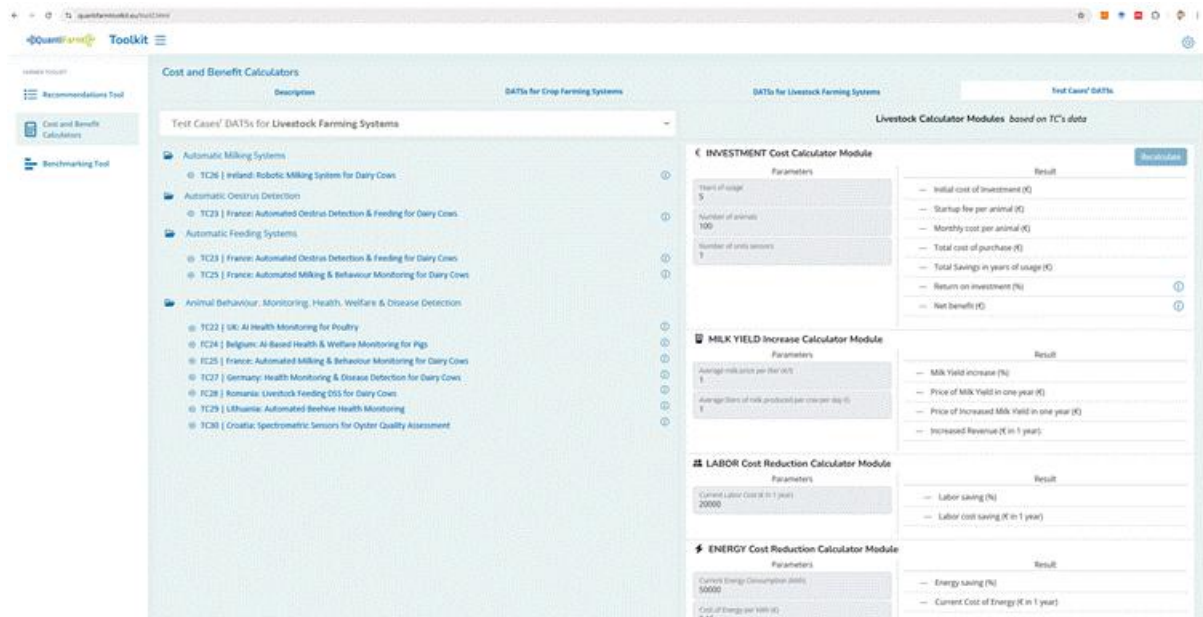 quantifarmtoolkit.eu/tool2.html
QuantiFarm
Toolkit
FARMER TOOLKIT
Recommendations Tool
Cost and Benefit
Calculators
Benchmarking Tool
Cost and Benefit Calculators
Description
DATSs for Crop Farming Systems
DATSs for Livestock Farming Systems
Test Cases' DATSs
Test Cases' DATSs for Livestock Farming Systems
Automatic Milking Systems
TC26 | Ireland: Robotic Milking System for Dairy Cows
Automatic Oestrus Detection
TC23 | France: Automated Oestrus Detection & Feeding for Dairy Cows
Automatic Feeding Systems
TC23 | France: Automated Oestrus Detection & Feeding for Dairy Cows
TC25 | France: Automated Milking & Behaviour Monitoring for Dairy Cows
Animal Behaviour, Monitoring, Health, Welfare & Disease Detection
TC22 | UK: AI Health Monitoring for Poultry
TC24 | Belgium: AI-Based Health & Welfare Monitoring for Pigs
TC25 | France: Automated Milking & Behaviour Monitoring for Dairy Cows
TC27 | Germany: Health Monitoring & Disease Detection for Dairy Cows
TC28 | Romania: Livestock Feeding DSS for Dairy Cows
TC29 | Lithuania: Automated Beehive Health Monitoring
TC30 | Croatia: Spectrometric Sensors for Oyster Quality Assessment
Livestock Calculator Modules based on TC's data
INVESTMENT Cost Calculator Module
Recalculate
Parameters
Result
Years of usage
5
Number of animals
100
Number of units sensors
1
— Initial cost of Investment (€)
— Startup fee per animal (€)
— Monthly cost per animal (€)
— Total cost of purchase (€)
— Total Savings in years of usage (€)
— Return on investment (%)
— Net benefit (€)
MILK YIELD Increase Calculator Module
Parameters
Result
Average milk price per liter (€/l)
1
Average liters of milk produced per cow per day (l)
1
— Milk Yield increase (%)
— Price of Milk Yield in one year (€)
— Price of Increased Milk Yield in one year (€)
— Increased Revenue (€ in 1 year)
LABOR Cost Reduction Calculator Module
Parameters
Result
Current Labor Cost (€ in 1 year)
20000
— Labor saving (%)
— Labor cost saving (€ in 1 year)
ENERGY Cost Reduction Calculator Module
Parameters
Result
Current Energy Consumption (kWh)
50000
Cost of Energy per kWh (€)
— Energy saving (%)
— Current Cost of Energy (€ in 1 year)